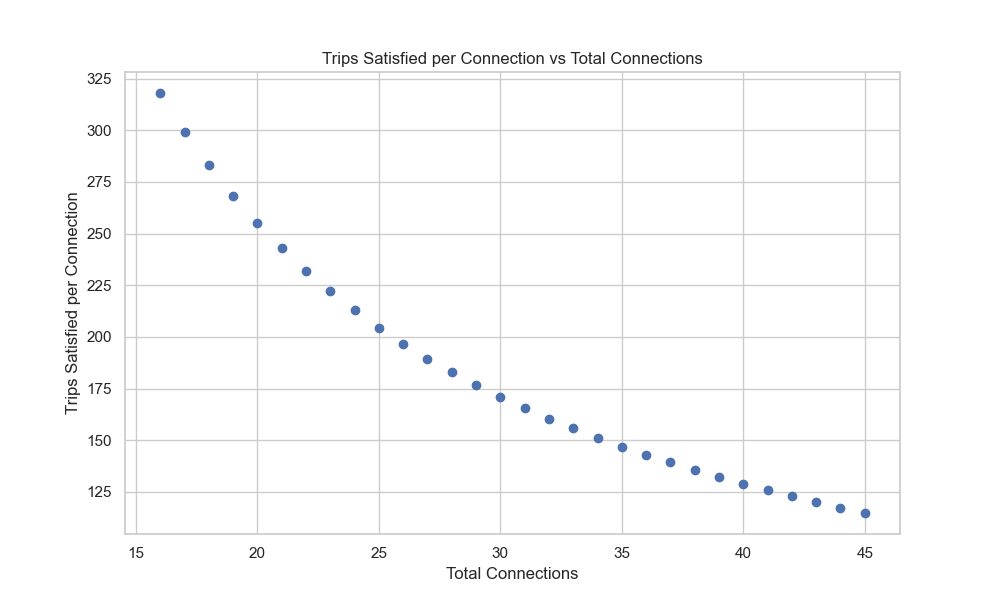 Trips Satisfied per Connection vs Total Connections
Trips Satisfied per Connection
325
300
275
250
225
200
175
150
125
15 20 25 30 35 40 45
Total Connections